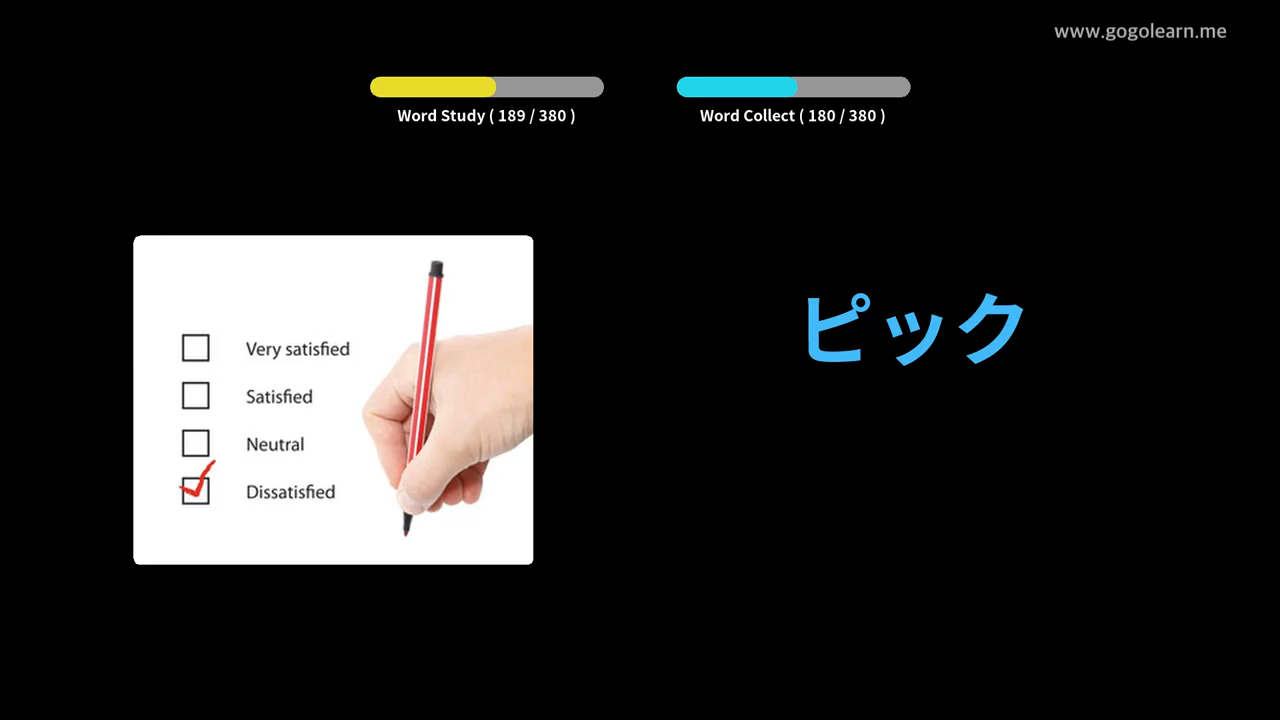 www.gogolearn.me
Word Study ( 189 / 380 )
Word Collect ( 180 / 380 )
Very satisfied
Satisfied
Neutral
Dissatisfied
ピック